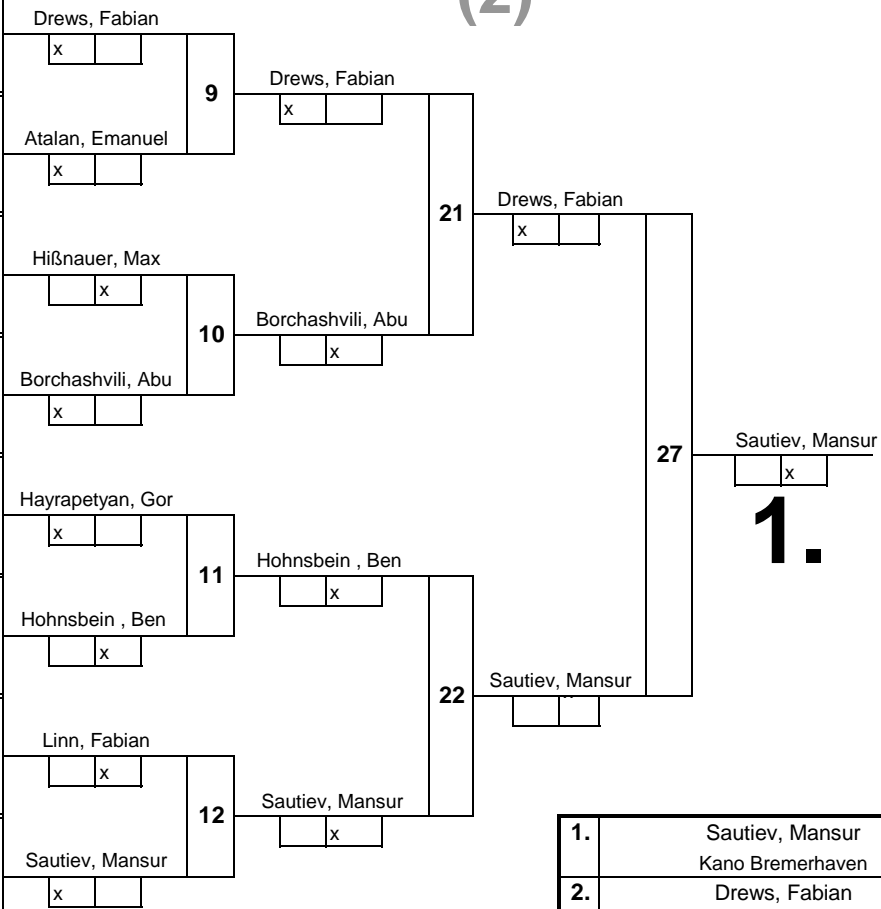 (2)
Drews, Fabian
x
9
Drews, Fabian
x
Atalan, Emanuel
x
21
Drews, Fabian
x
Hißnauer, Max
x
10
Borchashvili, Abu
x
Borchashvili, Abu
x
27
Sautiev, Mansur
x
1.
Hayrapetyan, Gor
x
11
Hohnsbein , Ben
x
Hohnsbein , Ben
x
22
Sautiev, Mansur
Linn, Fabian
x
12
Sautiev, Mansur
x
Sautiev, Mansur
x
1. Sautiev, Mansur
Kano Bremerhaven
2. Drews, Fabian